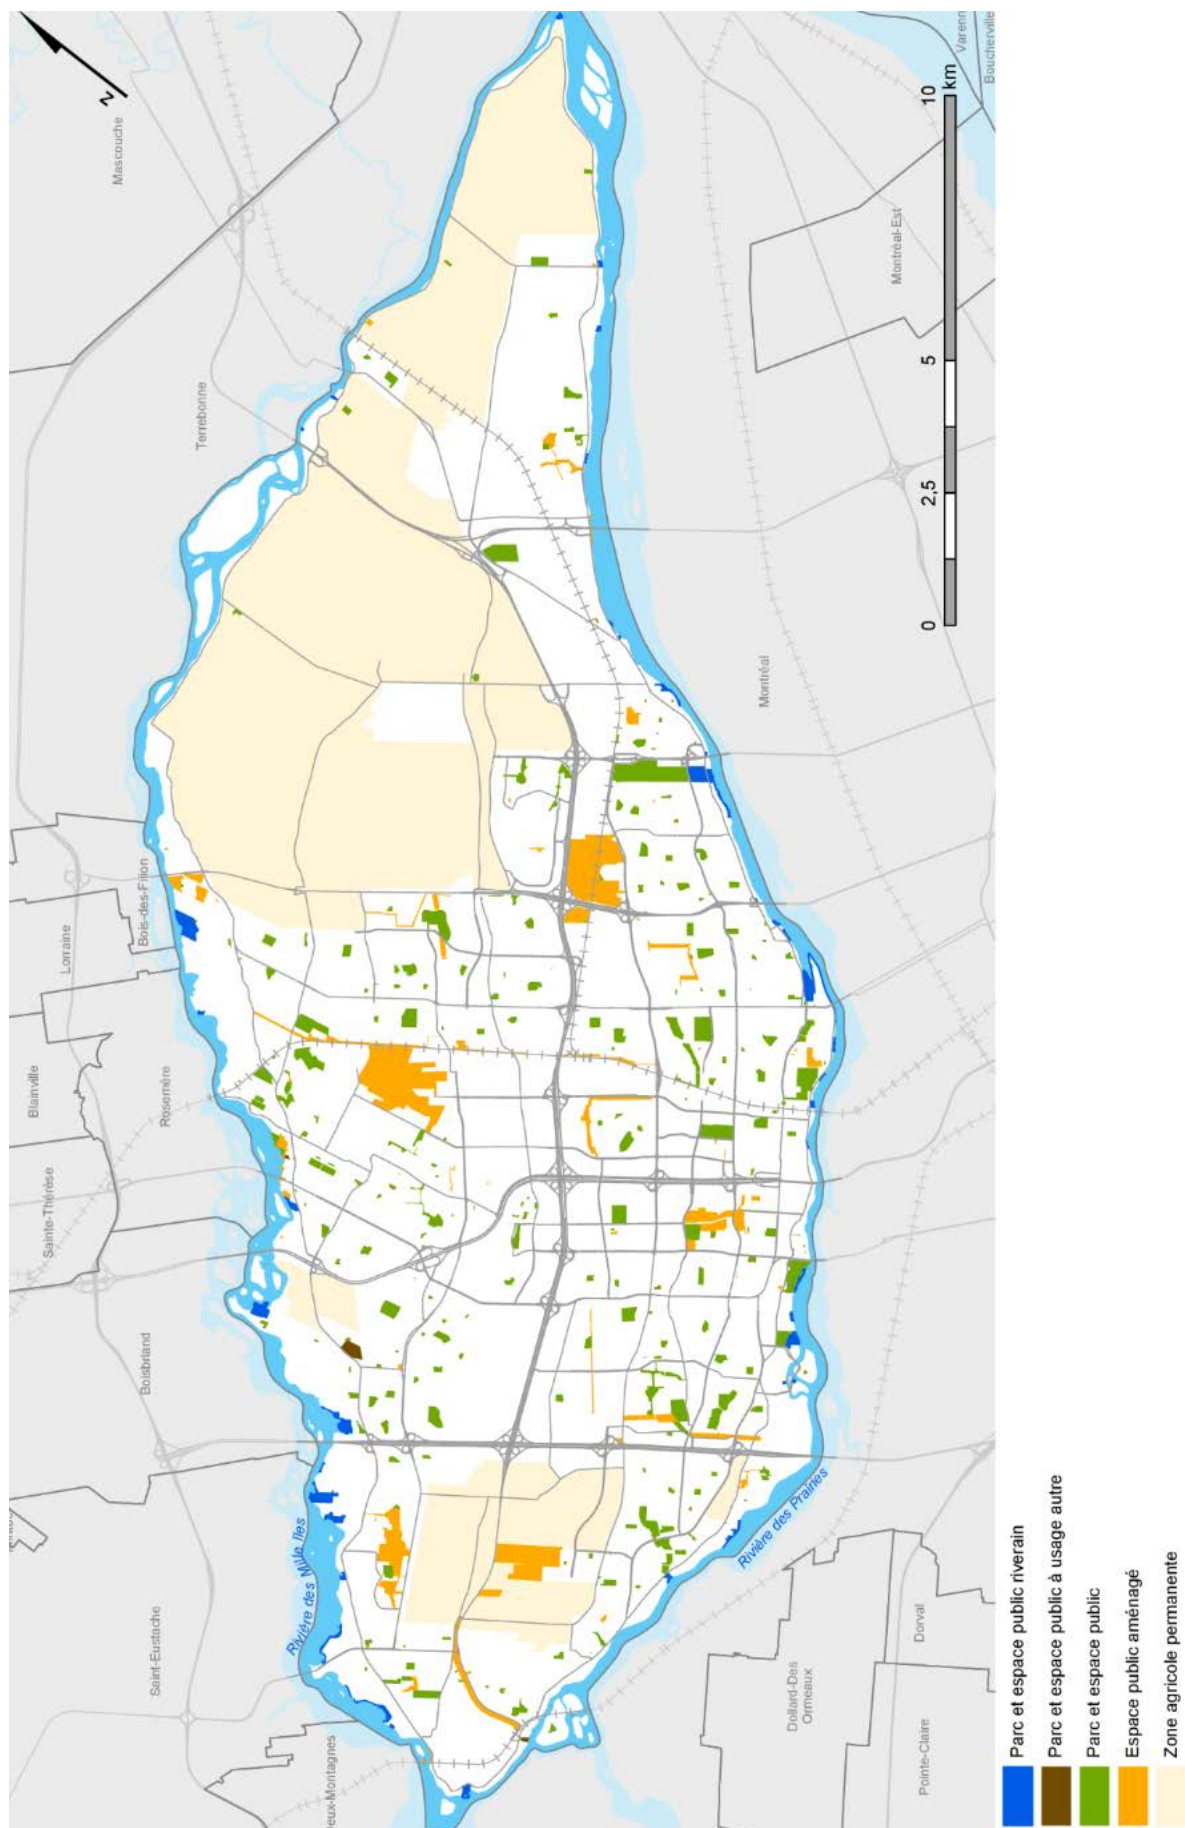 N
Mascouche
Varenn
Boucherville
Terrebonne
Montréal-Est
0
2,5
5
10
km
Montréal
Bois-des-Filion
Lorraine
Blainville
Rosemère
Sainte-Thérèse
Boisbriand
Rivière des Mille Îles
Saint-Eustache
eux-Montagnes
Rivière des Prairies
Dollard-Des
Ormeaux
Dorval
Pointe-Claire
Parc et espace public riverain
Parc et espace public à usage autre
Parc et espace public
Espace public aménagé
Zone agricole permanente